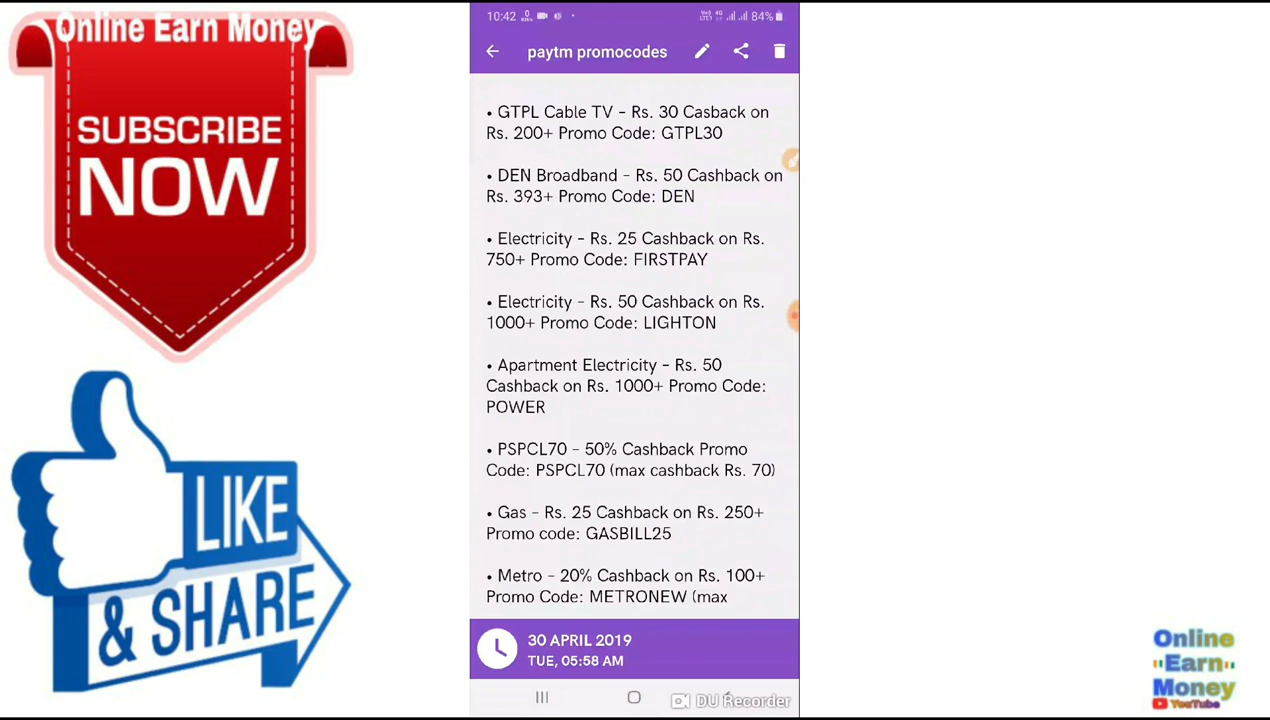 Online Earn Money
SUBSCRIBE
NOW
LIKE
& SHARE
10:42
84%
paytm promocodes
• GTPL Cable TV - Rs. 30 Casback on
Rs. 200+ Promo Code: GTPL30
• DEN Broadband - Rs. 50 Cashback on
Rs. 393+ Promo Code: DEN
• Electricity - Rs. 25 Cashback on Rs.
750+ Promo Code: FIRSTPAY
• Electricity - Rs. 50 Cashback on Rs.
1000+ Promo Code: LIGHTON
• Apartment Electricity - Rs. 50
Cashback on Rs. 1000+ Promo Code:
POWER
• PSPCL70 - 50% Cashback Promo
Code: PSPCL70 (max cashback Rs. 70)
• Gas - Rs. 25 Cashback on Rs. 250+
Promo code: GASBILL25
• Metro - 20% Cashback on Rs. 100+
Promo Code: METRONEW (max
30 APRIL 2019
TUE, 05:58 AM
DU Recorder
Online
Earn
Money
YouTube